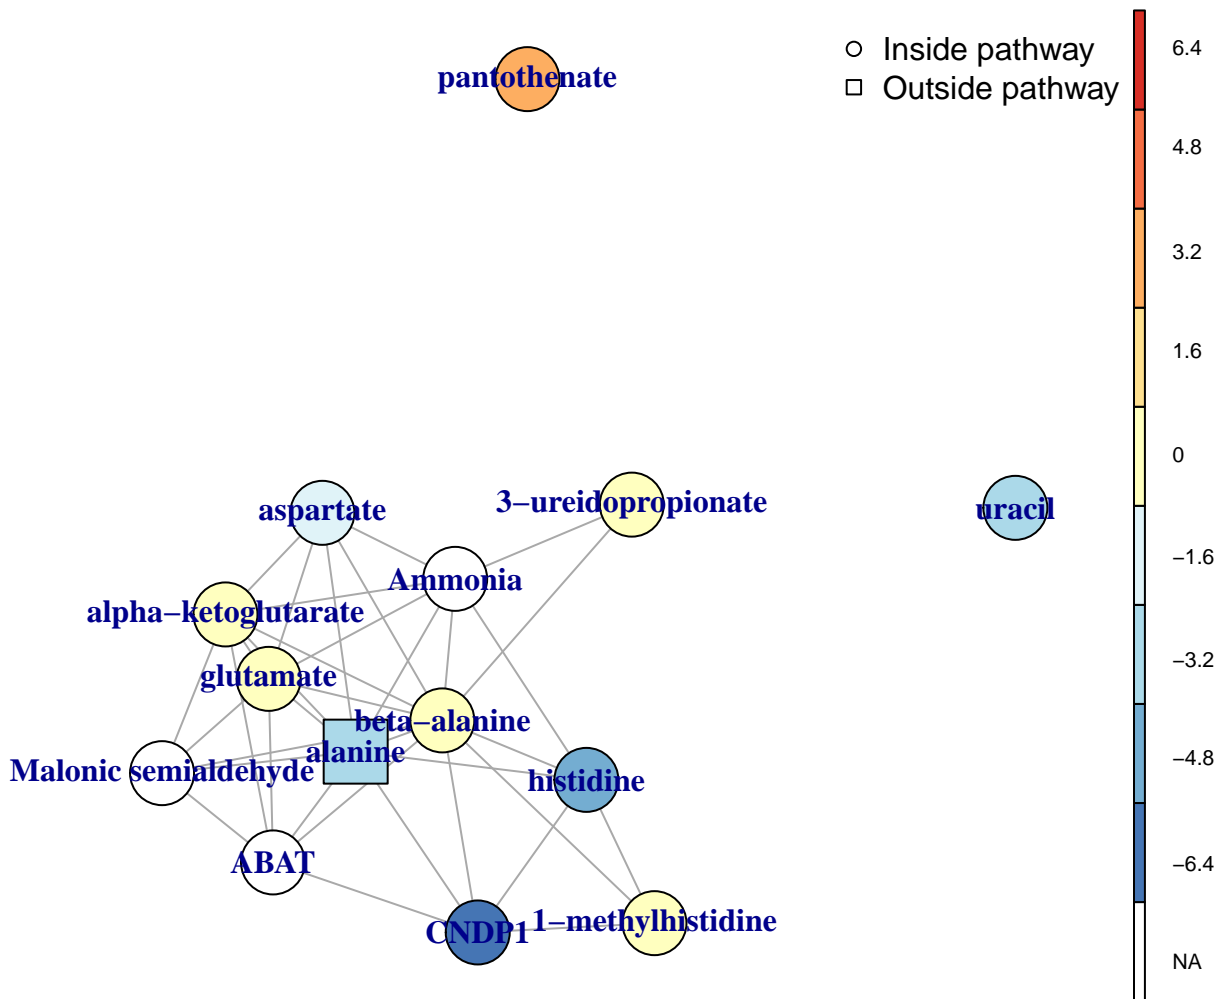 pantothenate
Inside pathway
Outside pathway
6.4
4.8
3.2
1.6
0
−1.6
−3.2
−4.8
−6.4
NA
aspartate
3−ureidopropionate
uracil
Ammonia
alpha−ketoglutarate
glutamate
beta−alanine
alanine
Malonic semialdehyde
histidine
ABAT
CNDP1
1−methylhistidine